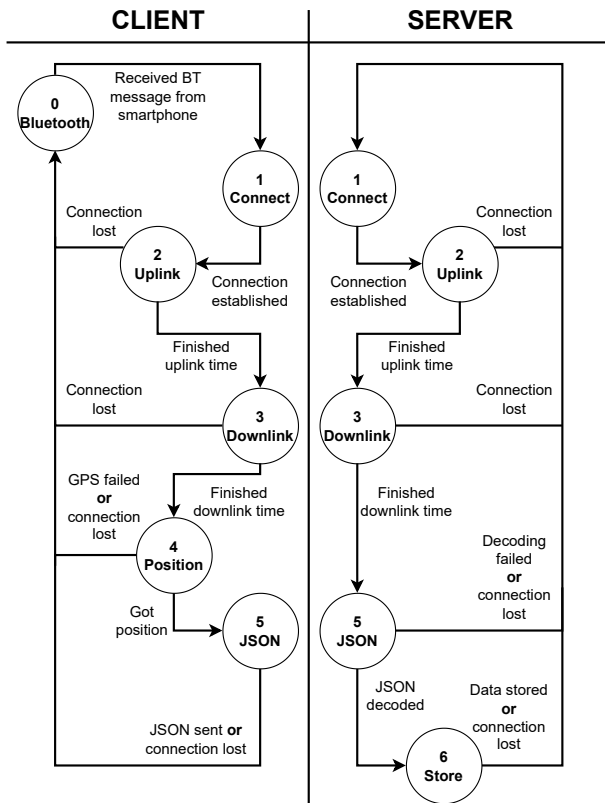 CLIENT
SERVER
Received BT
message from
smartphone
0
Bluetooth
1
Connect
Connection
lost
2
Uplink
Connection
established
Finished
uplink time
Connection
lost
3
Downlink
GPS failed
or
connection
lost
Finished
downlink time
4
Position
Got
position
5
JSON
JSON sent or
connection lost
1
Connect
2
Uplink
Connection
lost
Connection
established
Finished
uplink time
3
Downlink
Connection
lost
Finished
downlink time
Decoding
failed
or
connection
lost
5
JSON
JSON
decoded
Data stored
or
connection
lost
6
Store